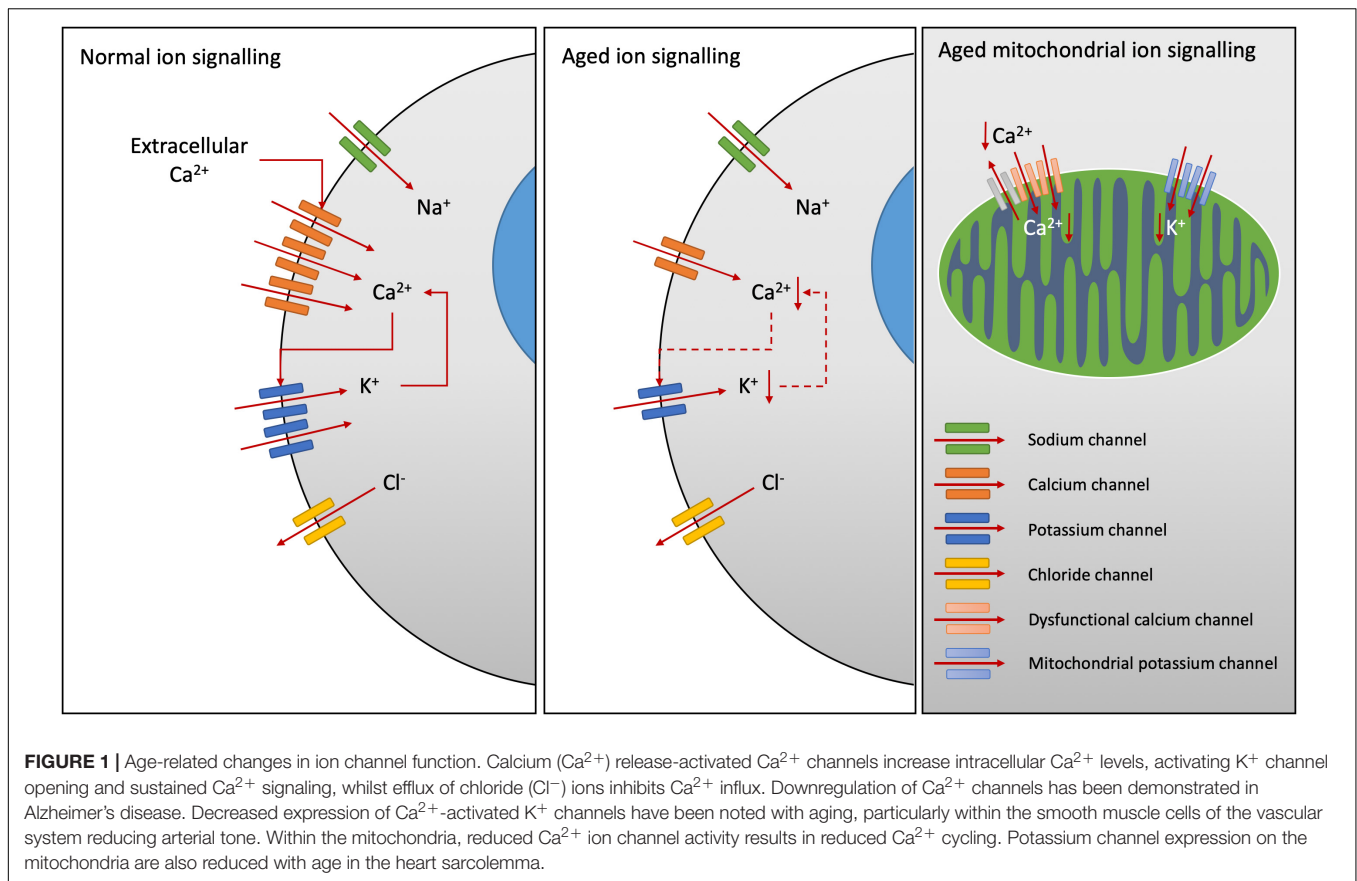 Normal ion signalling
Extracellular
Ca²⁺
Na⁺
Ca²⁺
K⁺
Cl⁻
Aged ion signalling
Na⁺
Ca²⁺
K⁺
Cl⁻
Aged mitochondrial ion signalling
Ca²⁺
Ca²⁺
K⁺
Sodium channel
Calcium channel
Potassium channel
Chloride channel
Dysfunctional calcium channel
Mitochondrial potassium channel
FIGURE 1 | Age-related changes in ion channel function. Calcium (Ca²⁺) release-activated Ca²⁺ channels increase intracellular Ca²⁺ levels, activating K⁺ channel
opening and sustained Ca²⁺ signaling, whilst efflux of chloride (Cl⁻) ions inhibits Ca²⁺ influx. Downregulation of Ca²⁺ channels has been demonstrated in
Alzheimer's disease. Decreased expression of Ca²⁺-activated K⁺ channels have been noted with aging, particularly within the smooth muscle cells of the vascular
system reducing arterial tone. Within the mitochondria, reduced Ca²⁺ ion channel activity results in reduced Ca²⁺ cycling. Potassium channel expression on the
mitochondria are also reduced with age in the heart sarcolemma.